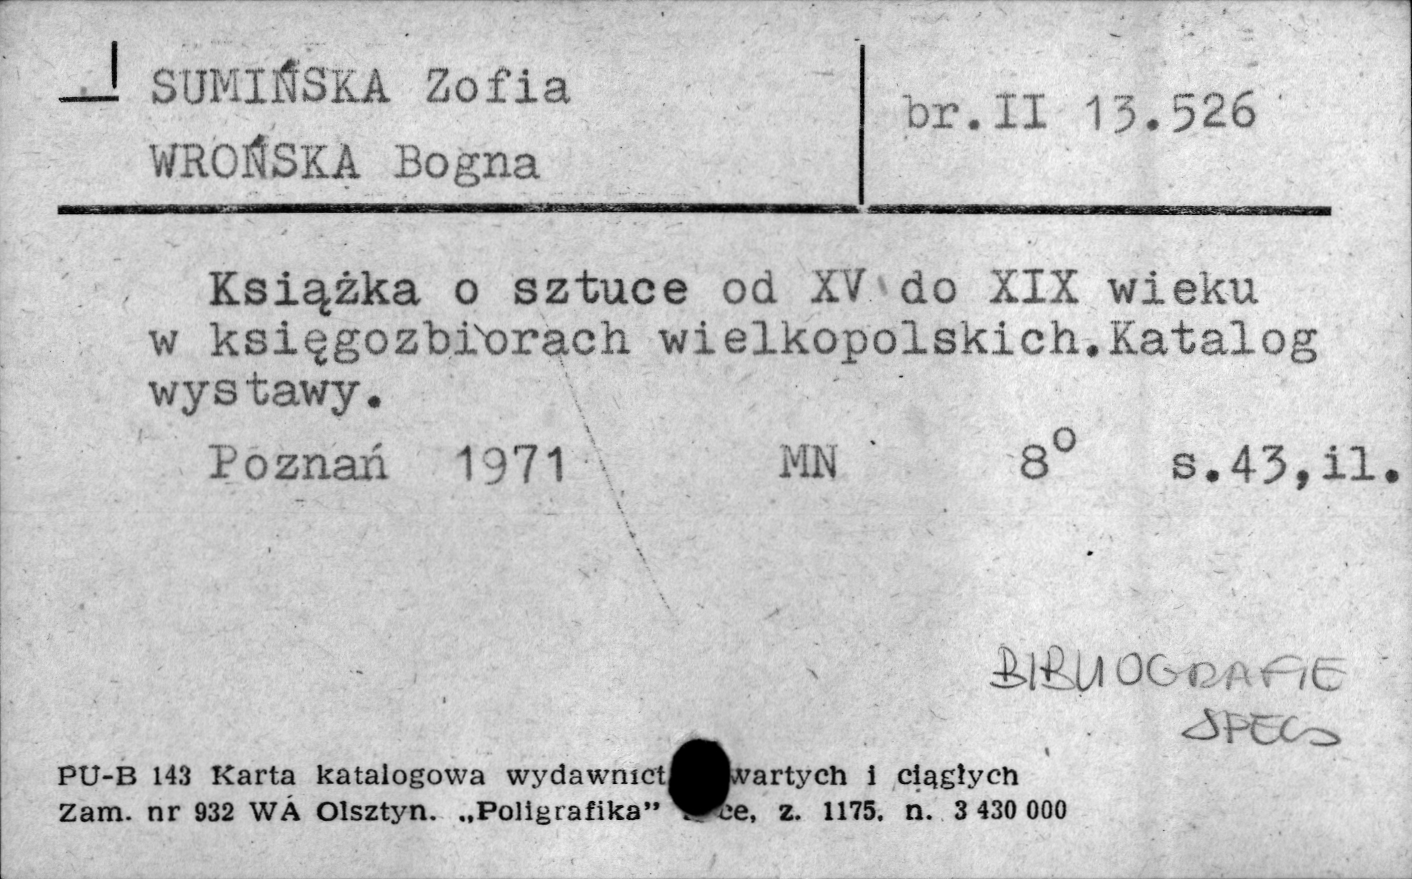 SUMIŃSKA Zofia
WROŃSKA Bogna
br.II 13.526
Książka o sztuce od XV do XIX wieku
w księgozbiorach wielkopolskich.Katalog
wystawy.
Poznań 1971 MN 8° s.43,il.
BIBLIOGRAFIE
SPEC
PU-B 143 Karta katalogowa wydawnict wartych i ciągłych
Zam. nr 932 WA Olsztyn. „Poligrafika” ce, z. 1175. n. 3 430 000